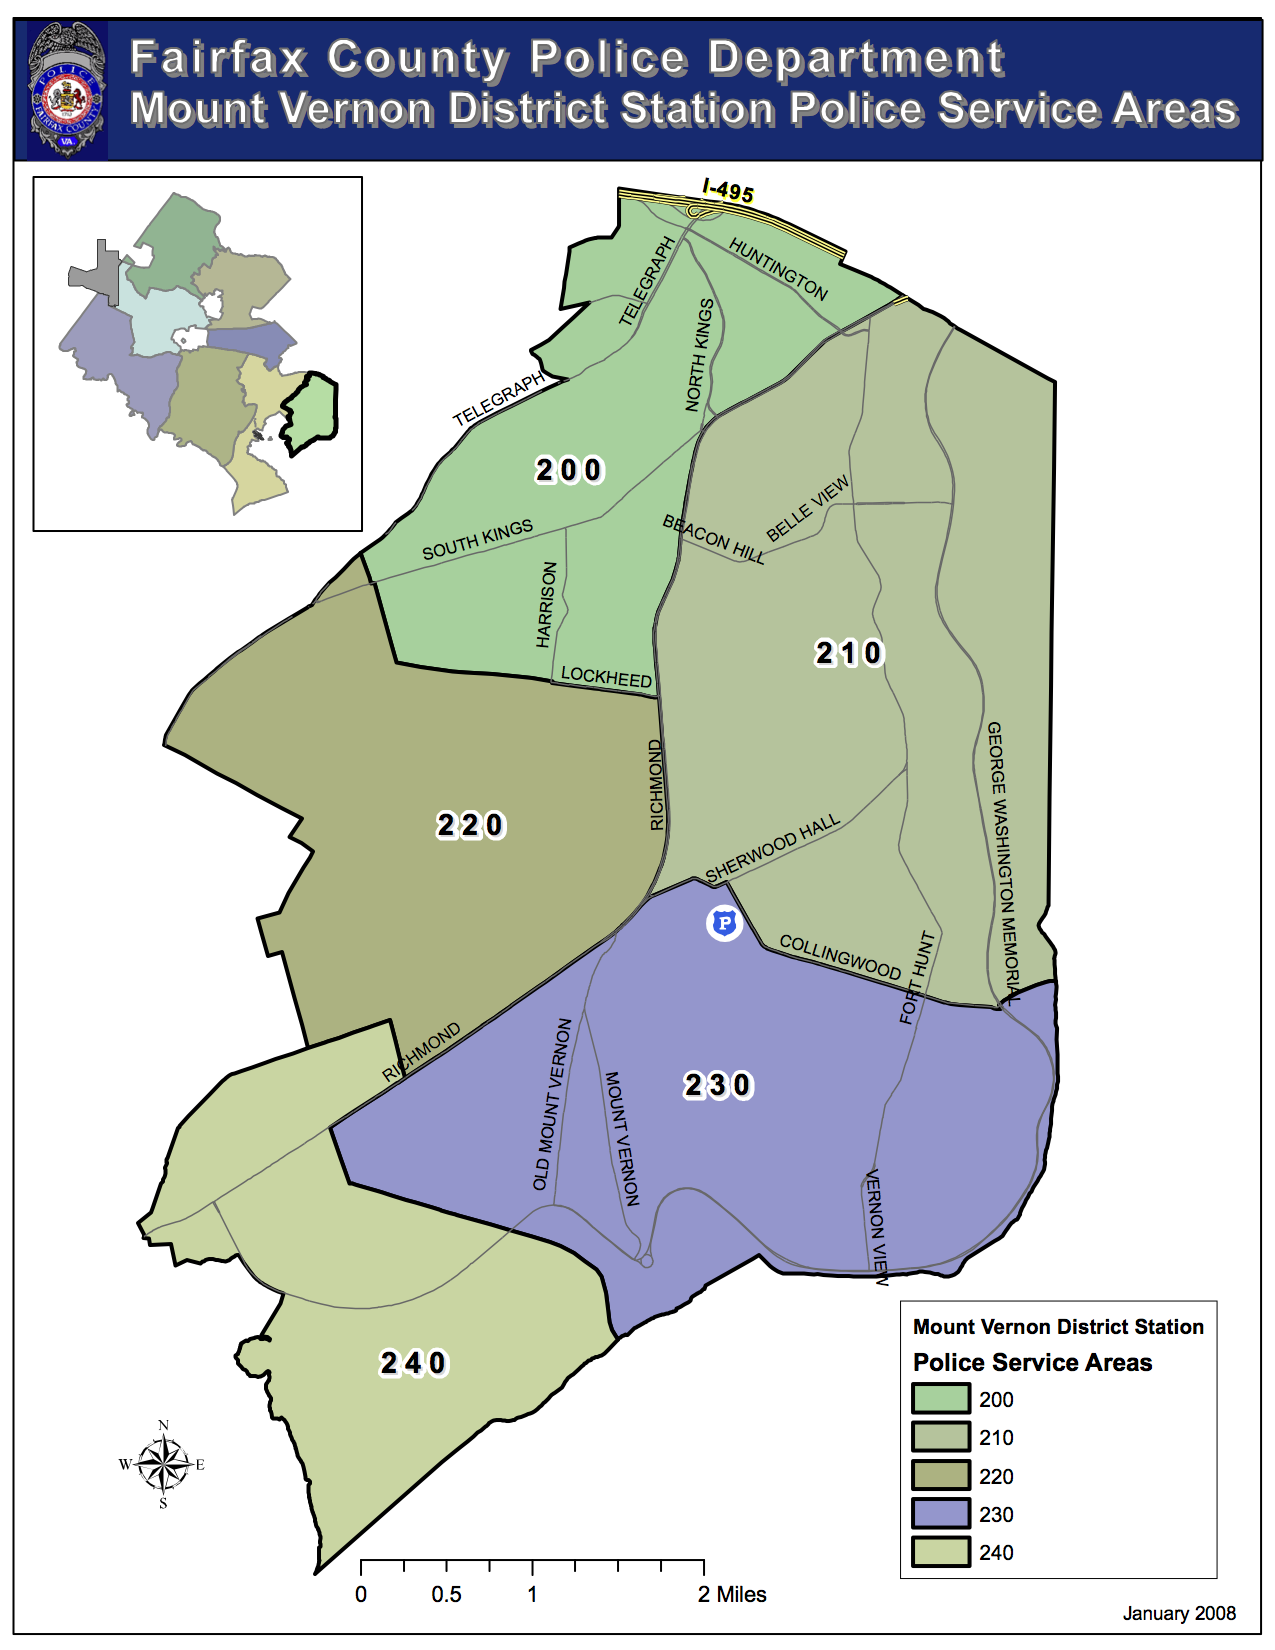 Fairfax County Police Department
Mount Vernon District Station Police Service Areas
POLICE
FAIRFAX COUNTY
VA.
I-495
HUNTINGTON
TELEGRAPH
NORTH KINGS
TELEGRAPH
200
BELLE VIEW
BEACON HILL
SOUTH KINGS
HARRISON
210
LOCKHEED
GEORGE WASHINGTON MEMORIAL
RICHMOND
220
SHERWOOD HALL
P
COLLINGWOOD
FORT HUNT
RICHMOND
OLD MOUNT VERNON
MOUNT VERNON
230
VERNON VIEW
240
N
W E
S
Mount Vernon District Station
Police Service Areas
200
210
220
230
240
0 0.5 1 2 Miles
January 2008